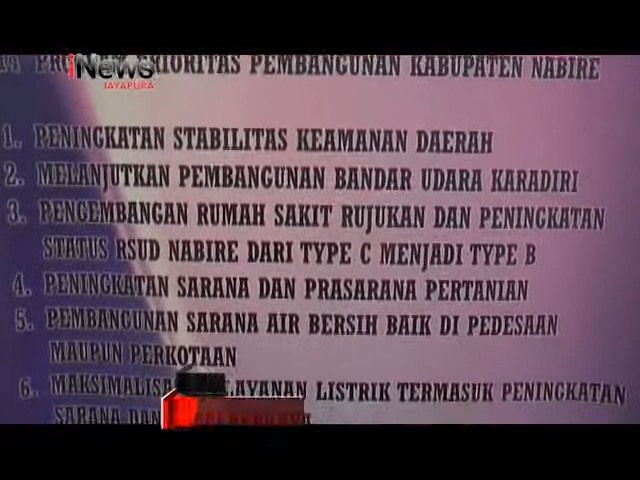 14 PRIORITAS PEMBANGUNAN KABUPATEN NABIRE
iNews
JAYAPURA
1. PENINGKATAN STABILITAS KEAMANAN DAERAH
2. MELANJUTKAN PEMBANGUNAN BANDAR UDARA KARADIRI
3. PENGEMBANGAN RUMAH SAKIT RUJUKAN DAN PENINGKATAN
STATUS RSUD NABIRE DARI TYPE C MENJADI TYPE B
4. PENINGKATAN SARANA DAN PRASARANA PERTANIAN
5. PEMBANGUNAN SARANA AIR BERSIH BAIK DI PEDESAAN
MAUPUN PERKOTAAN
6. LISTRIK TERMASUK PENINGKATAN
SARANA DAN